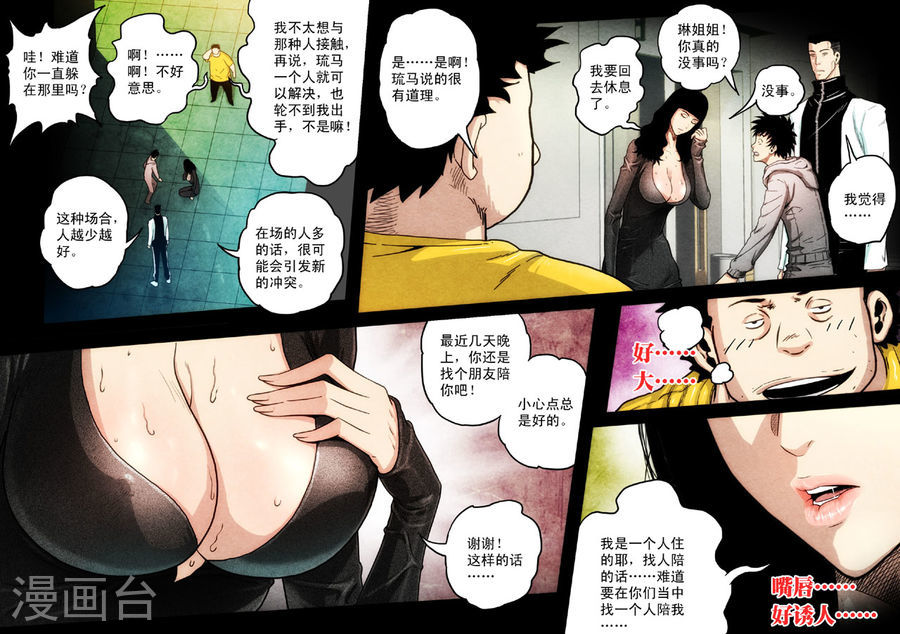 哇！难道
你一直躲
在那里吗？
啊！……
啊！不好
意思。
我不太想与
那种人接触，
再说，琉马
一个人就可
以解决，也
轮不到我出
手，不是嘛！
这种场合，
人越少越
好。
在场的人多
的话，很可
能会引发新
的冲突。
是……是啊！
琉马说的很
有道理。
我要回
去休息
了。
琳姐姐！
你真的
没事吗？
没事。
我觉得
……
最近几天晚
上，你还是
找个朋友陪
你吧！
小心点总
是好的。
谢谢！
这样的话
……
好……
大……
我是一个人住
的耶，找人陪
的话……难道
要在你们当中
找一个人陪我
……
嘴唇……
好诱人……
漫画台